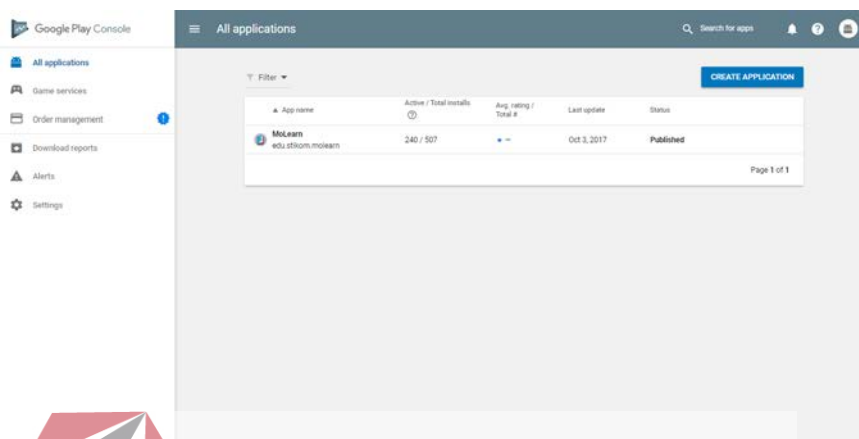 Google Play Console
All applications
Search for apps
All applications
Game services
Order management
Download reports
Alerts
Settings
Filter
CREATE APPLICATION
App name
Active / Total installs
Avg. rating / Total #
Last update
Status
MoLearn
edu.stikom.molearn
240 / 507
Oct 3, 2017
Published
Page 1 of 1